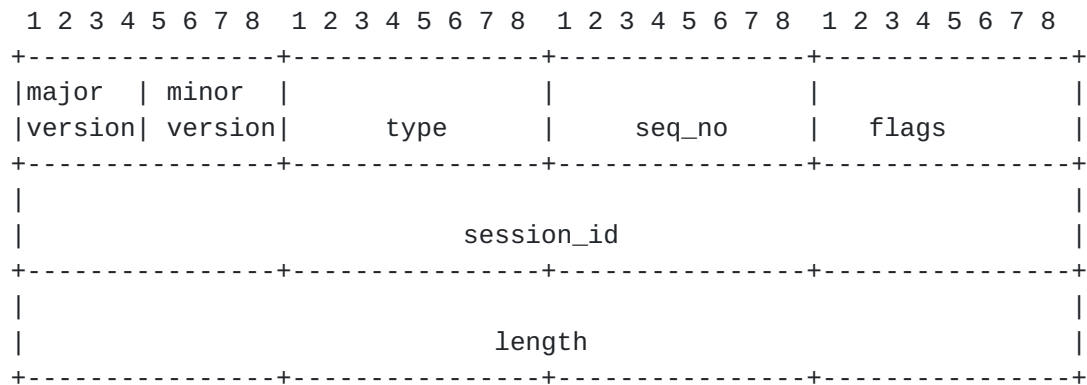 1 2 3 4 5 6 7 8 1 2 3 4 5 6 7 8 1 2 3 4 5 6 7 8 1 2 3 4 5 6 7 8
+----------------+----------------+----------------+----------------+
|major | minor | | | |
|version| version| type | seq_no | flags |
+----------------+----------------+----------------+----------------+
| |
| session_id |
+----------------+----------------+----------------+----------------+
| |
| length |
+----------------+----------------+----------------+----------------+